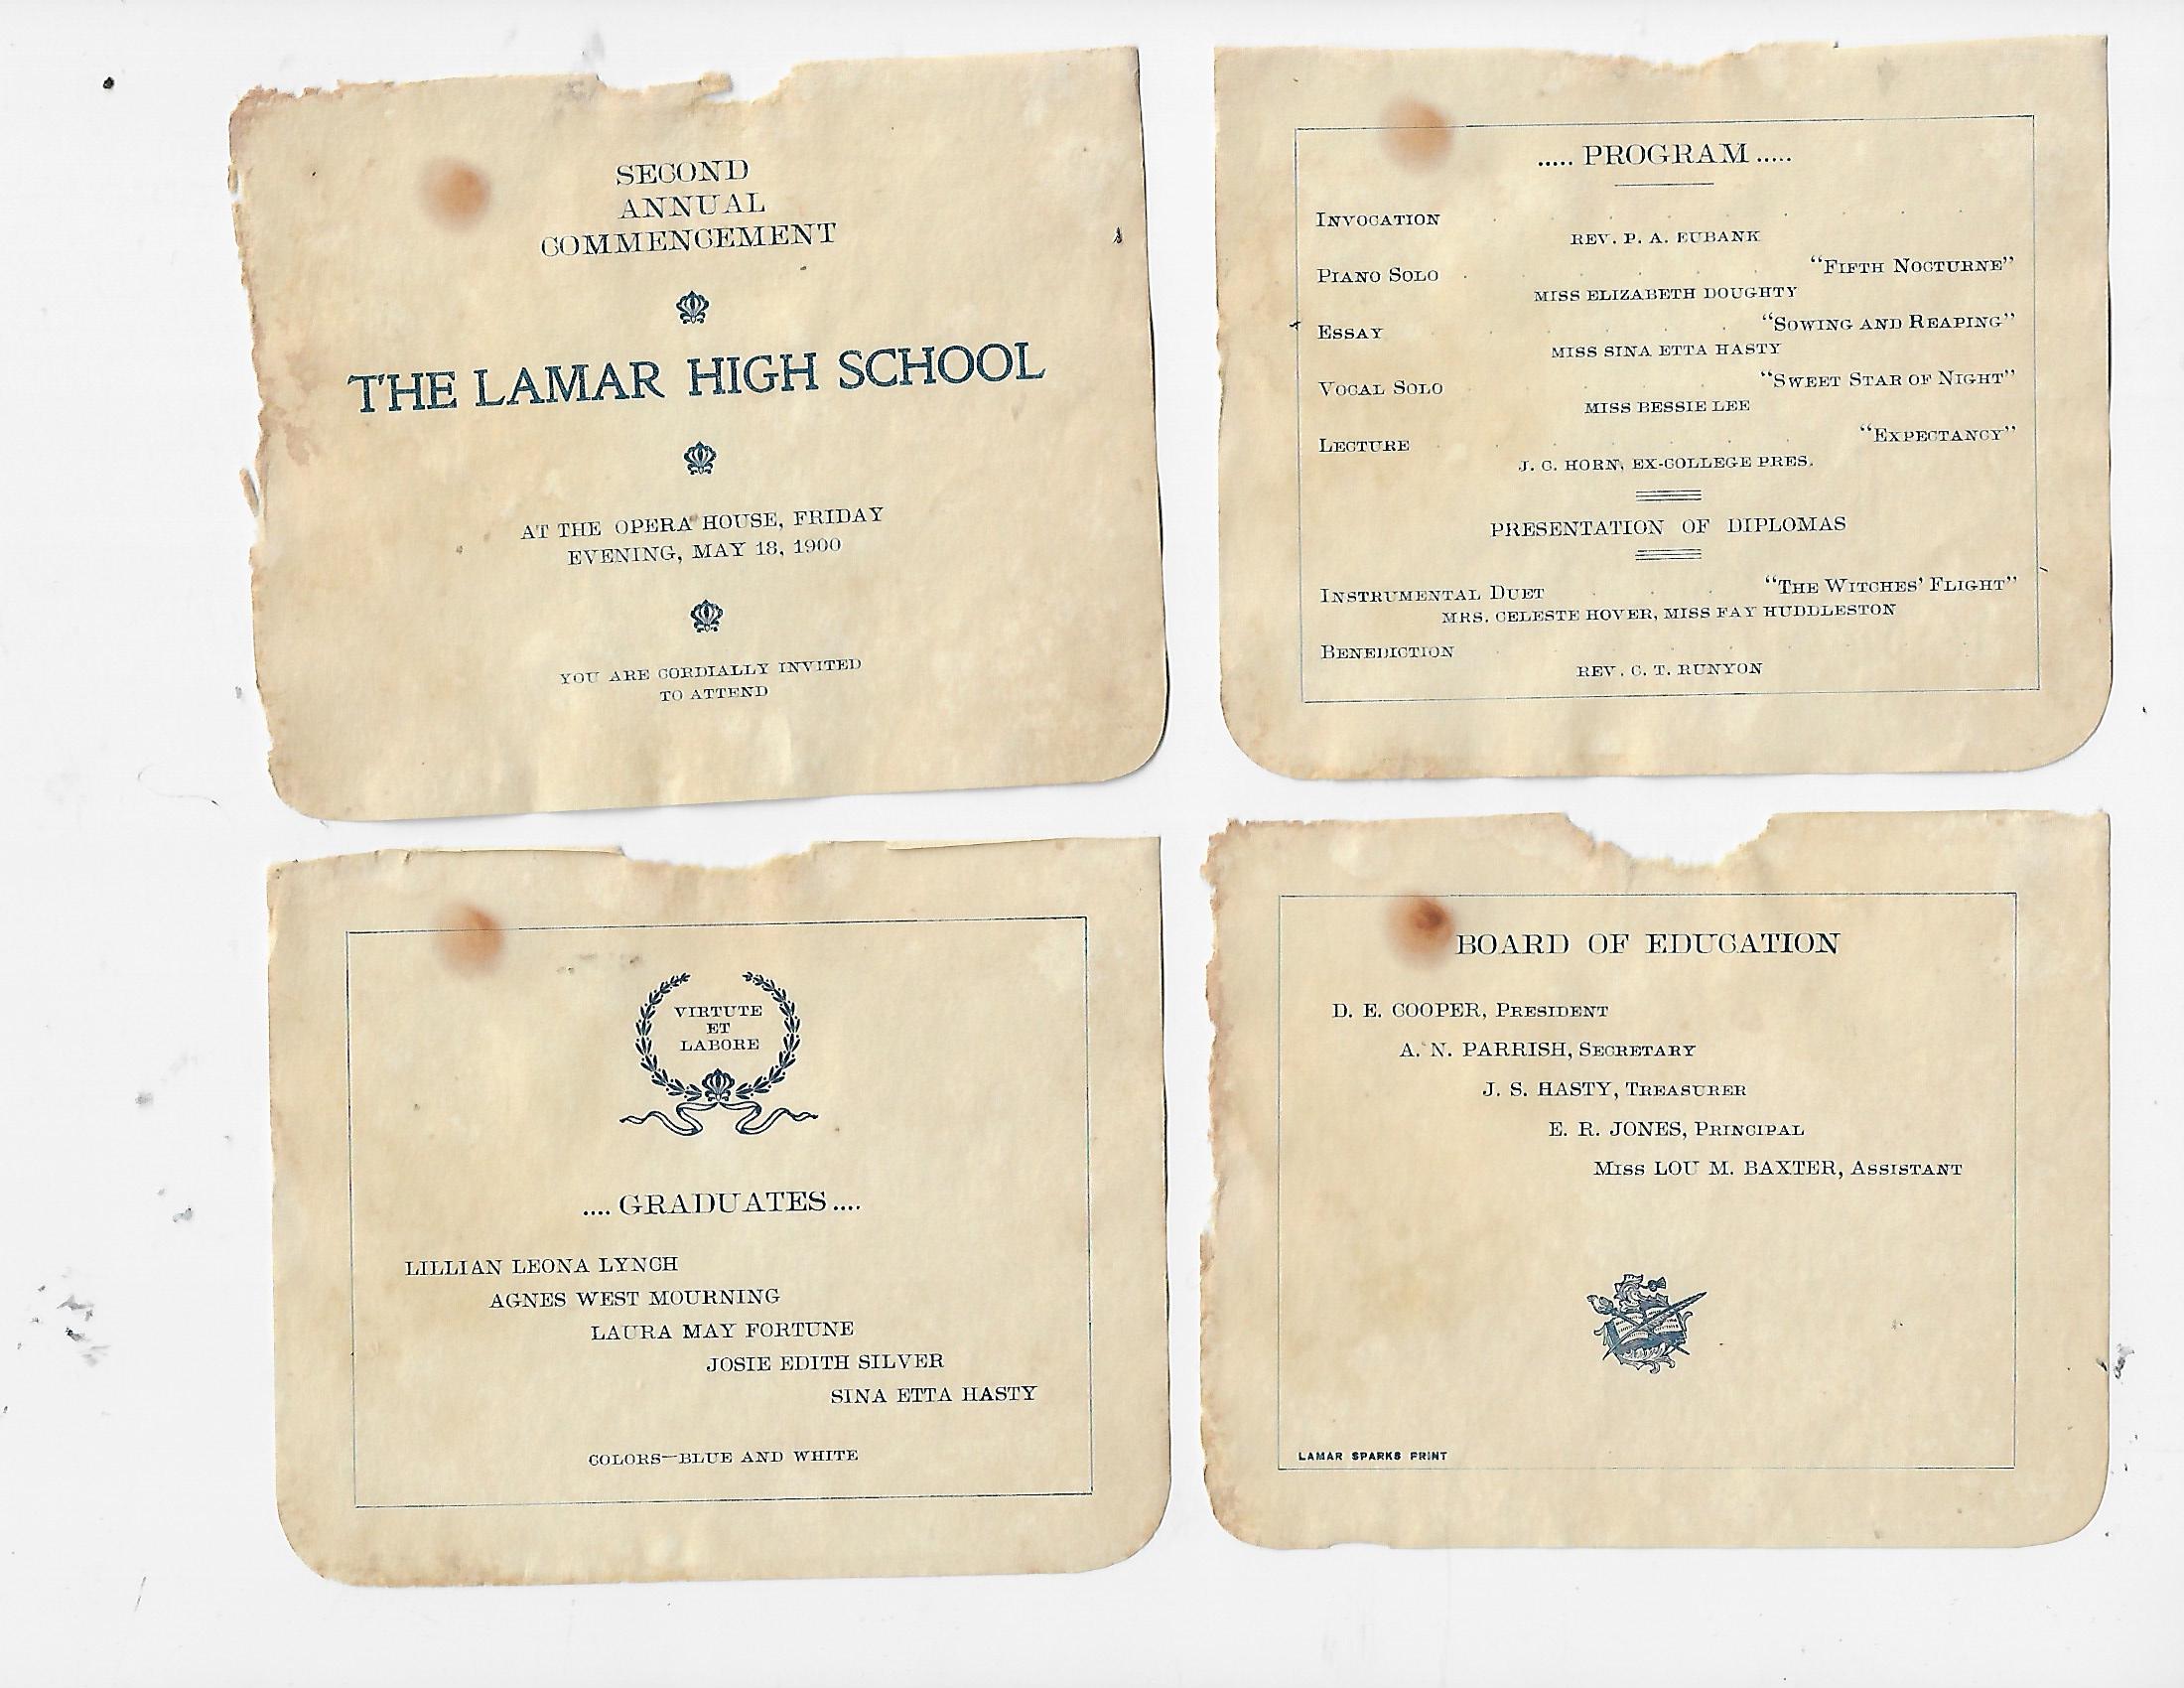 SECOND
ANNUAL
COMMENCEMENT
THE LAMAR HIGH SCHOOL
AT THE OPERA HOUSE, FRIDAY
EVENING, MAY 18, 1900
YOU ARE CORDIALLY INVITED
TO ATTEND
..... PROGRAM .....
INVOCATION
REV. P. A. EUBANK
PIANO SOLO "FIFTH NOCTURNE"
MISS ELIZABETH DOUGHTY
ESSAY "SOWING AND REAPING"
MISS SINA ETTA HASTY
VOCAL SOLO "SWEET STAR OF NIGHT"
MISS BESSIE LEE
LECTURE "EXPECTANCY"
J. C. HORN, EX-COLLEGE PRES.
PRESENTATION OF DIPLOMAS
INSTRUMENTAL DUET "THE WITCHES' FLIGHT"
MRS. CELESTE HOVER, MISS FAY HUDDLESTON
BENEDICTION
REV. C. T. RUNYON
VIRTUTE
ET
LABORE
.... GRADUATES ....
LILLIAN LEONA LYNCH
AGNES WEST MOURNING
LAURA MAY FORTUNE
JOSIE EDITH SILVER
SINA ETTA HASTY
COLORS—BLUE AND WHITE
BOARD OF EDUCATION
D. E. COOPER, PRESIDENT
A. N. PARRISH, SECRETARY
J. S. HASTY, TREASURER
E. R. JONES, PRINCIPAL
Miss LOU M. BAXTER, ASSISTANT
LAMAR SPARKS PRINT